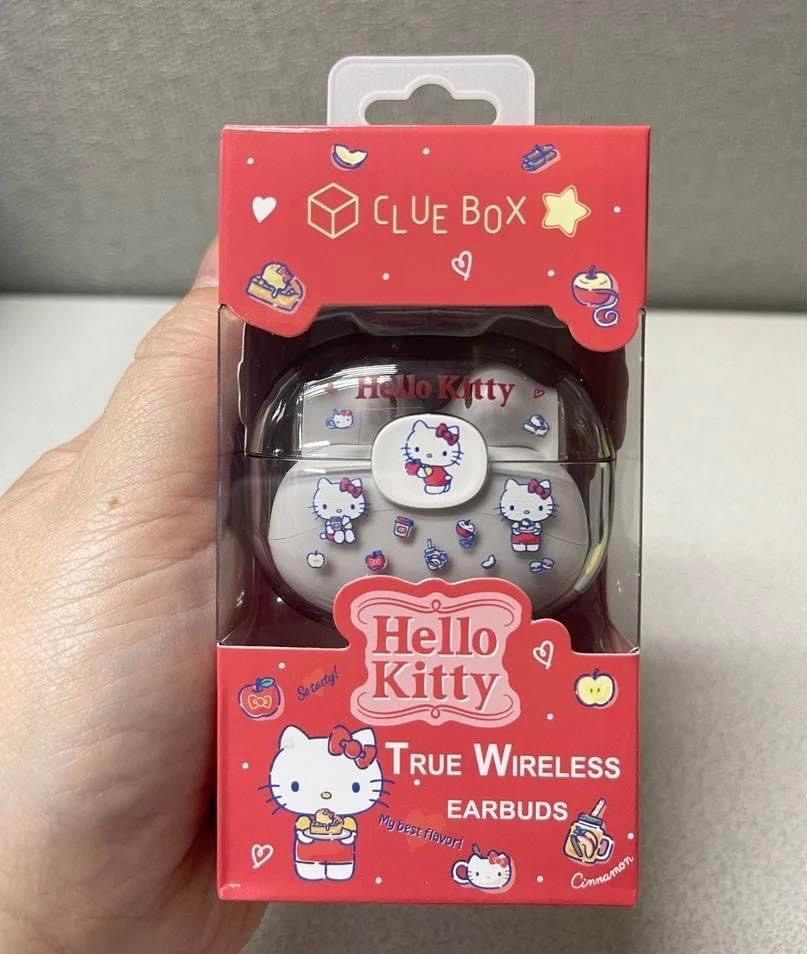 CLUE BOX
Hello Kitty
Hello
Kitty
So tasty!
TRUE WIRELESS
EARBUDS
My best flavor!
Cinnamon